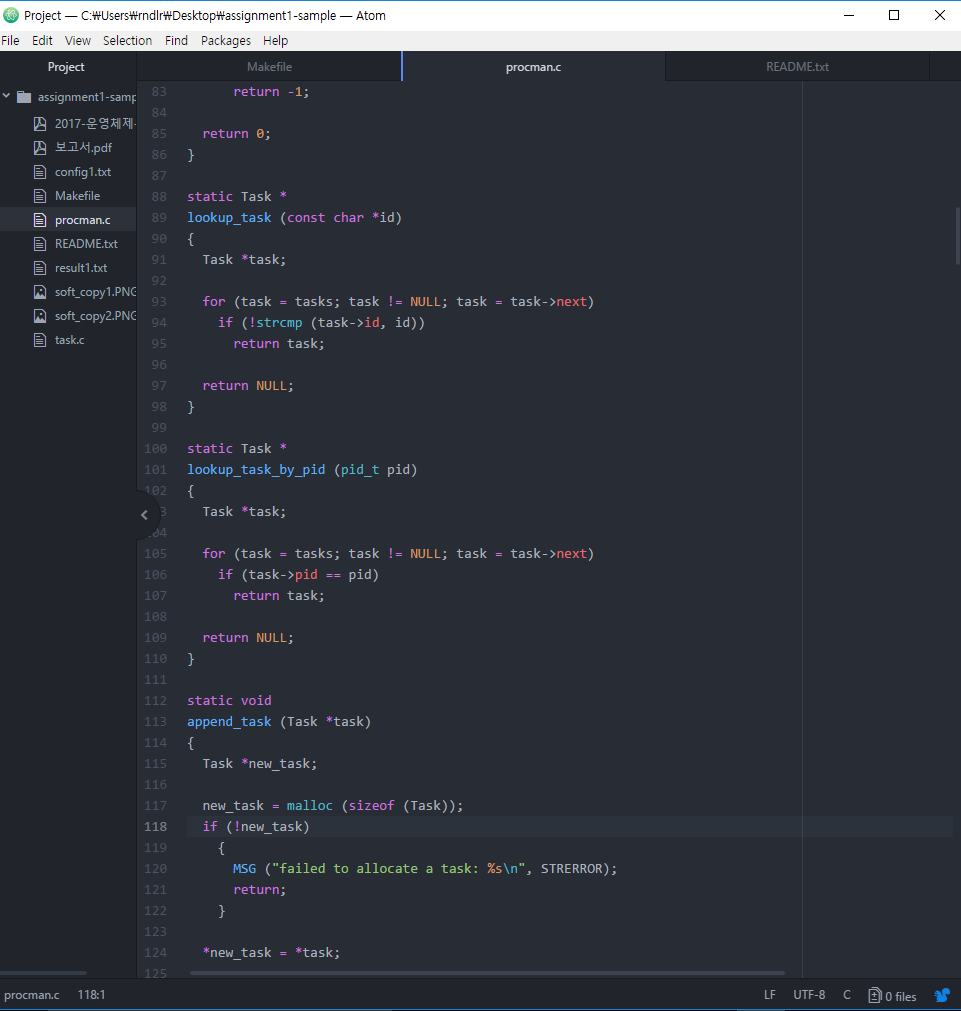 Project — C:₩Users₩rndlr₩Desktop₩assignment1-sample — Atom
File Edit View Selection Find Packages Help
Project
Makefile
procman.c
README.txt
assignment1-samp
2017-운영체제-
보고서.pdf
config1.txt
Makefile
procman.c
README.txt
result1.txt
soft_copy1.PNG
soft_copy2.PNG
task.c
83 return -1;
84
85 return 0;
86 }
87
88 static Task *
89 lookup_task (const char *id)
90 {
91 Task *task;
92
93 for (task = tasks; task != NULL; task = task->next)
94 if (!strcmp (task->id, id))
95 return task;
96
97 return NULL;
98 }
99
100 static Task *
101 lookup_task_by_pid (pid_t pid)
102 {
3 Task *task;
04
105 for (task = tasks; task != NULL; task = task->next)
106 if (task->pid == pid)
107 return task;
108
109 return NULL;
110 }
111
112 static void
113 append_task (Task *task)
114 {
115 Task *new_task;
116
117 new_task = malloc (sizeof (Task));
118 if (!new_task)
119 {
120 MSG ("failed to allocate a task: %s\n", STRERROR);
121 return;
122 }
123
124 *new_task = *task;
125
procman.c 118:1
LF UTF-8 C 0 files